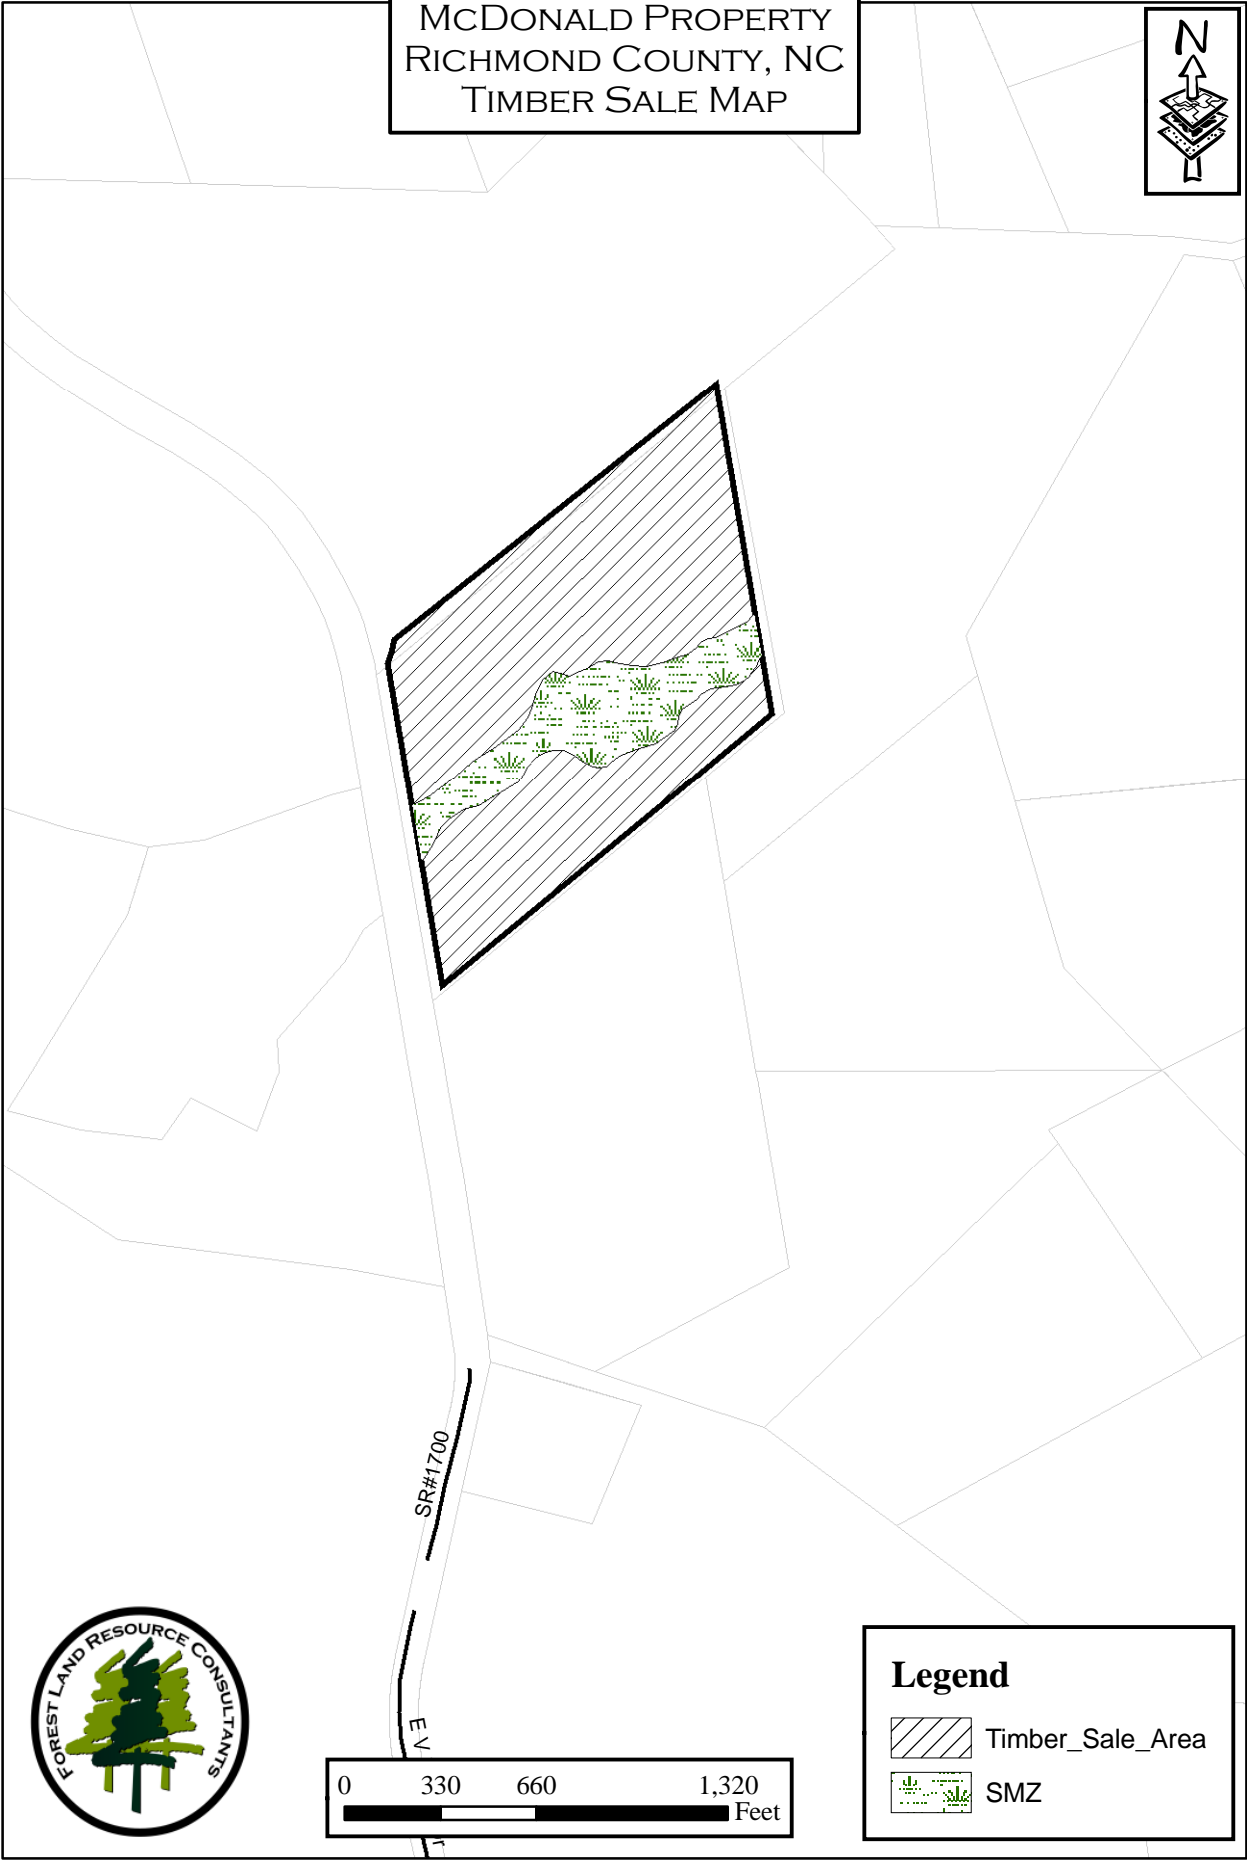 McDonald Property
Richmond County, NC
Timber Sale Map
N
SR#1700
E V
r
Forest Land Resource Consultants
0 330 660 1,320
Feet
Legend
Timber_Sale_Area
SMZ